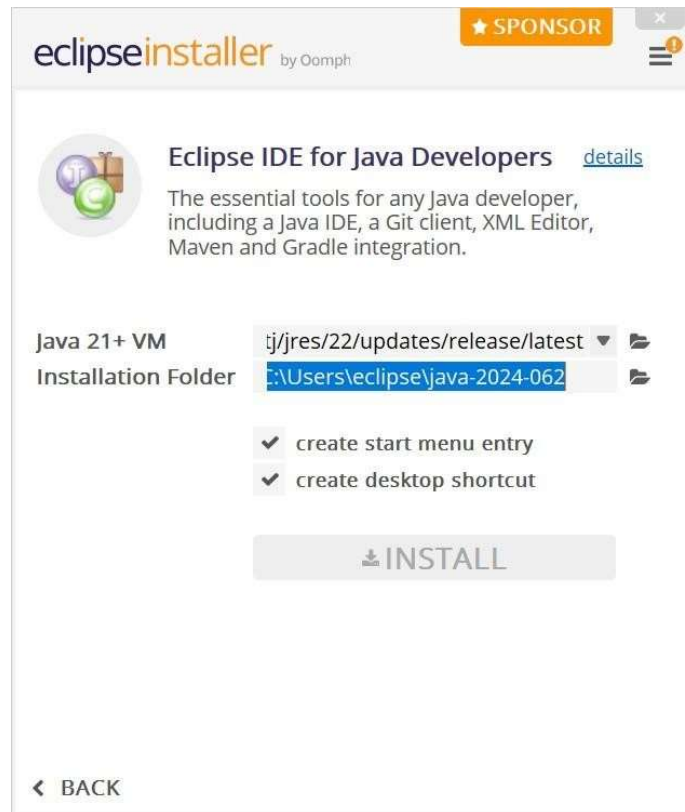 SPONSOR
eclipseinstaller by Oomph
Eclipse IDE for Java Developers details
The essential tools for any Java developer,
including a Java IDE, a Git client, XML Editor,
Maven and Gradle integration.
Java 21+ VM tj/jres/22/updates/release/latest
Installation Folder C:\Users\eclipse\java-2024-062
create start menu entry
create desktop shortcut
INSTALL
BACK